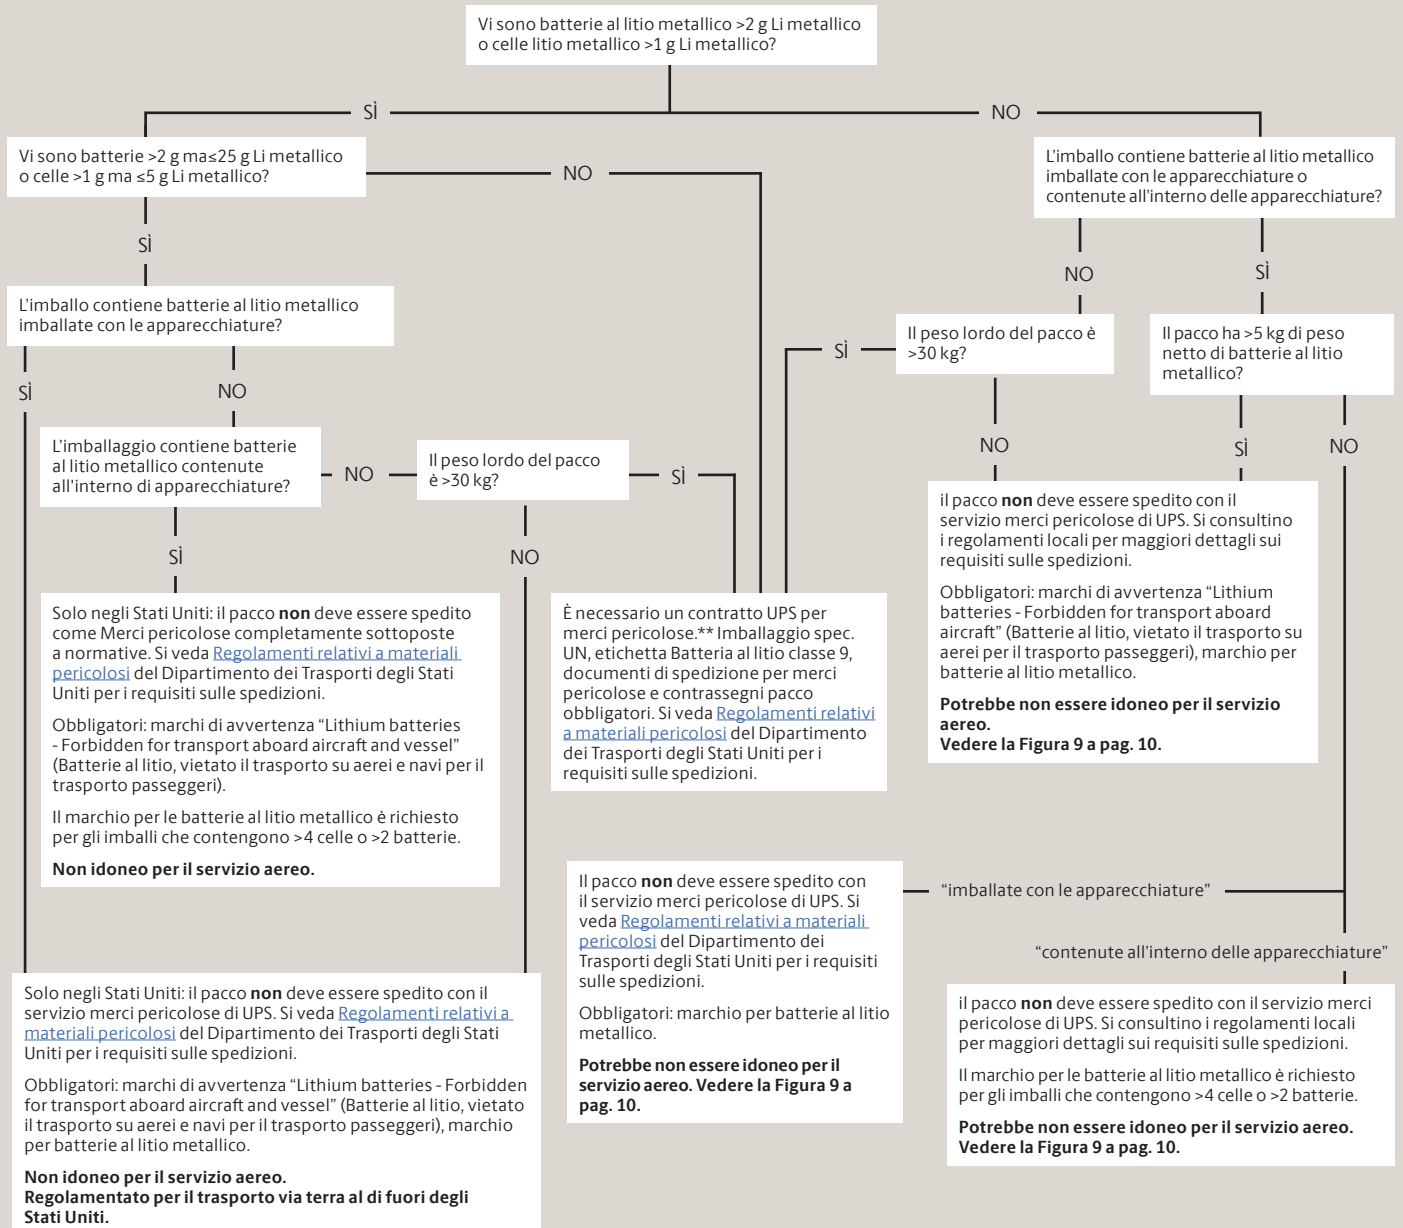 Vi sono batterie al litio metallico >2 g Li metallico
o celle litio metallico >1 g Li metallico?
SÌ
NO
Vi sono batterie >2 g ma≤25 g Li metallico
o celle >1 g ma ≤5 g Li metallico?
NO
L'imballo contiene batterie al litio metallico
imballate con le apparecchiature o
contenute all'interno delle apparecchiature?
SÌ
NO
SÌ
L'imballo contiene batterie al litio metallico
imballate con le apparecchiature?
Il peso lordo del pacco è
>30 kg?
SÌ
Il pacco ha >5 kg di peso
netto di batterie al litio
metallico?
SÌ
NO
NO
SÌ
NO
L'imballaggio contiene batterie
al litio metallico contenute
all'interno di apparecchiature?
NO
Il peso lordo del pacco
è >30 kg?
SÌ
SÌ
NO
il pacco non deve essere spedito con il
servizio merci pericolose di UPS. Si consultino
i regolamenti locali per maggiori dettagli sui
requisiti sulle spedizioni.
Obbligatori: marchi di avvertenza “Lithium
batteries - Forbidden for transport aboard
aircraft” (Batterie al litio, vietato il trasporto su
aerei per il trasporto passeggeri), marchio per
batterie al litio metallico.
Potrebbe non essere idoneo per il servizio
aereo.
Vedere la Figura 9 a pag. 10.
Solo negli Stati Uniti: il pacco non deve essere spedito
come Merci pericolose completamente sottoposte
a normative. Si veda Regolamenti relativi a materiali
pericolosi del Dipartimento dei Trasporti degli Stati
Uniti per i requisiti sulle spedizioni.
Obbligatori: marchi di avvertenza “Lithium batteries
- Forbidden for transport aboard aircraft and vessel”
(Batterie al litio, vietato il trasporto su aerei e navi per il
trasporto passeggeri).
Il marchio per le batterie al litio metallico è richiesto
per gli imballi che contengono >4 celle o >2 batterie.
Non idoneo per il servizio aereo.
È necessario un contratto UPS per
merci pericolose.** Imballaggio spec.
UN, etichetta Batteria al litio classe 9,
documenti di spedizione per merci
pericolose e contrassegni pacco
obbligatori. Si veda Regolamenti relativi
a materiali pericolosi del Dipartimento
dei Trasporti degli Stati Uniti per i
requisiti sulle spedizioni.
Il pacco non deve essere spedito con
il servizio merci pericolose di UPS. Si
veda Regolamenti relativi a materiali
pericolosi del Dipartimento dei
Trasporti degli Stati Uniti per i requisiti
sulle spedizioni.
Obbligatori: marchio per batterie al litio
metallico.
Potrebbe non essere idoneo per il
servizio aereo. Vedere la Figura 9 a
pag. 10.
“imballate con le apparecchiature”
“contenute all'interno delle apparecchiature”
Solo negli Stati Uniti: il pacco non deve essere spedito con il
servizio merci pericolose di UPS. Si veda Regolamenti relativi a
materiali pericolosi del Dipartimento dei Trasporti degli Stati
Uniti per i requisiti sulle spedizioni.
Obbligatori: marchi di avvertenza “Lithium batteries - Forbidden
for transport aboard aircraft and vessel” (Batterie al litio, vietato
il trasporto su aerei e navi per il trasporto passeggeri), marchio
per batterie al litio metallico.
Non idoneo per il servizio aereo.
Regolamentato per il trasporto via terra al di fuori degli
Stati Uniti.
il pacco non deve essere spedito con il servizio merci
pericolose di UPS. Si consultino i regolamenti locali
per maggiori dettagli sui requisiti sulle spedizioni.
Il marchio per le batterie al litio metallico è richiesto
per gli imballi che contengono >4 celle o >2 batterie.
Potrebbe non essere idoneo per il servizio aereo.
Vedere la Figura 9 a pag. 10.